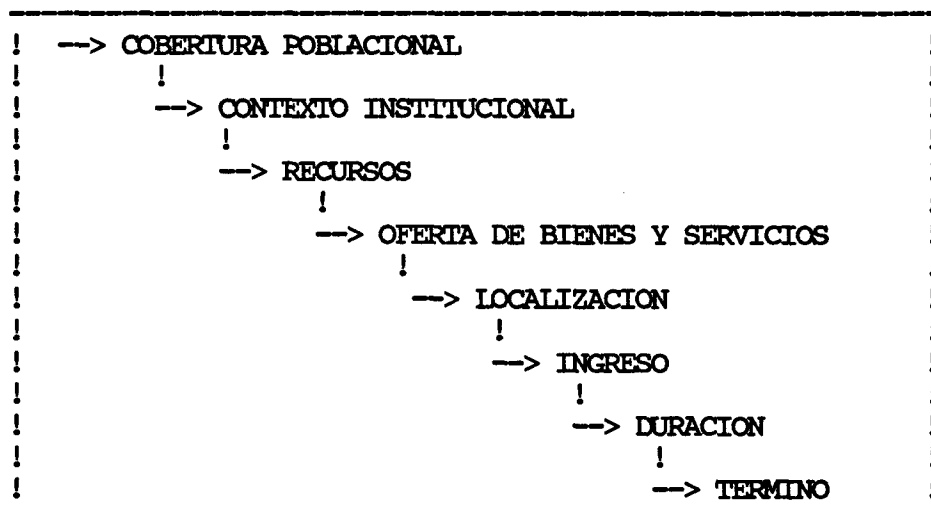 --> COBERTURA POBLACIONAL
!
--> CONTEXTO INSTITUCIONAL
!
--> RECURSOS
!
--> OFERTA DE BIENES Y SERVICIOS
!
--> LOCALIZACION
!
--> INGRESO
!
--> DURACION
!
--> TERMINO